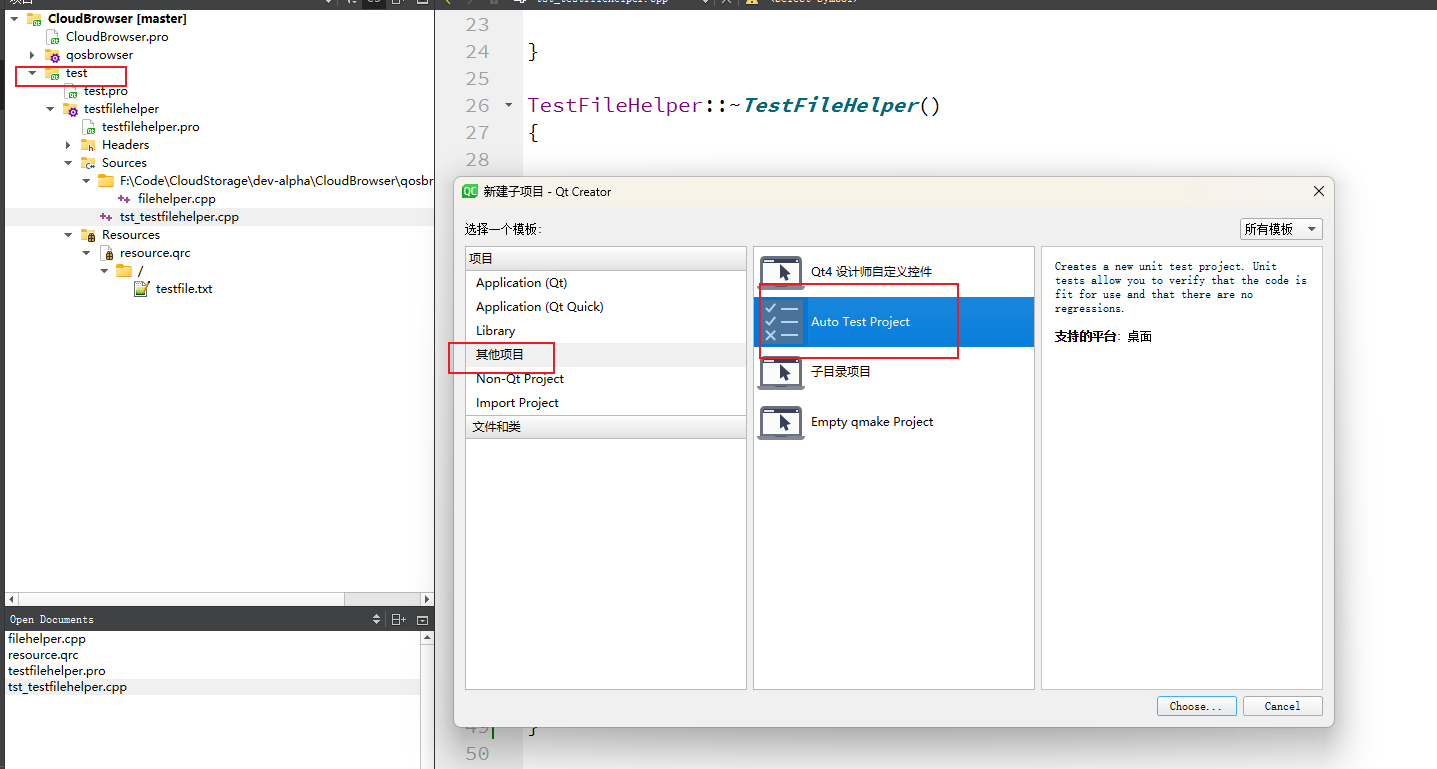 CloudBrowser [master]
CloudBrowser.pro
qosbrowser
test
test.pro
testfilehelper
testfilehelper.pro
Headers
Sources
F:\Code\CloudStorage\dev-alpha\CloudBrowser\qosbr
filehelper.cpp
tst_testfilehelper.cpp
Resources
resource.qrc
/
testfile.txt
Open Documents
filehelper.cpp
resource.qrc
testfilehelper.pro
tst_testfilehelper.cpp
23
24 }
25
26 TestFileHelper::~TestFileHelper()
27 {
28
新建子项目 - Qt Creator
选择一个模板:
所有模板
项目
Application (Qt)
Application (Qt Quick)
Library
其他项目
Non-Qt Project
Import Project
文件和类
Qt4 设计师自定义控件
Auto Test Project
子目录项目
Empty qmake Project
Creates a new unit test project. Unit
tests allow you to verify that the code is
fit for use and that there are no
regressions.
支持的平台: 桌面
Choose...
Cancel
49 }
50